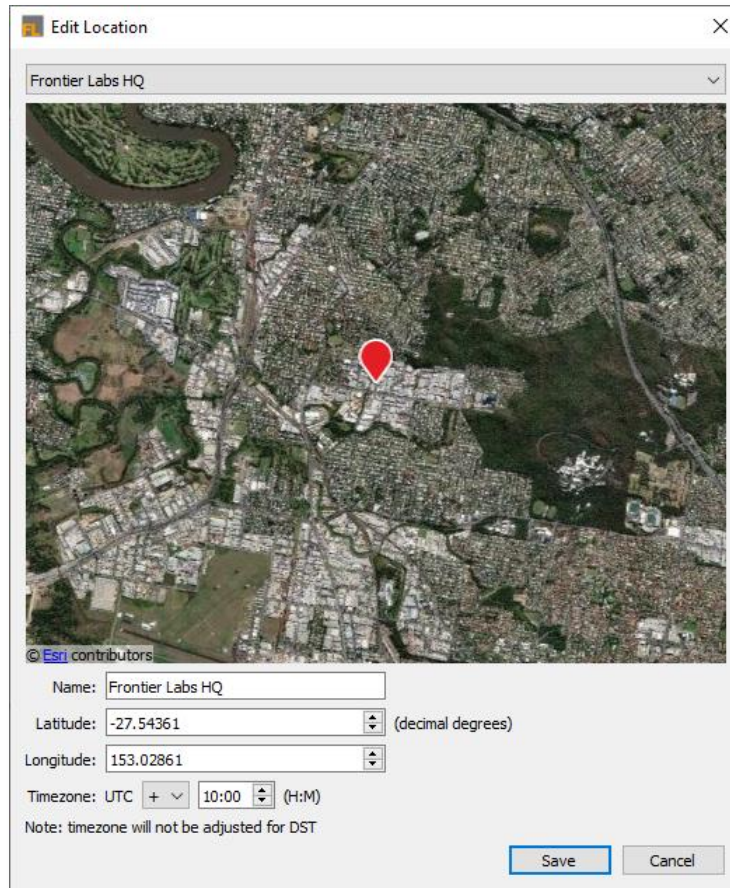 FL Edit Location
Frontier Labs HQ
© Esri contributors
Name: Frontier Labs HQ
Latitude: -27.54361 (decimal degrees)
Longitude: 153.02861
Timezone: UTC + 10:00 (H:M)
Note: timezone will not be adjusted for DST
Save Cancel